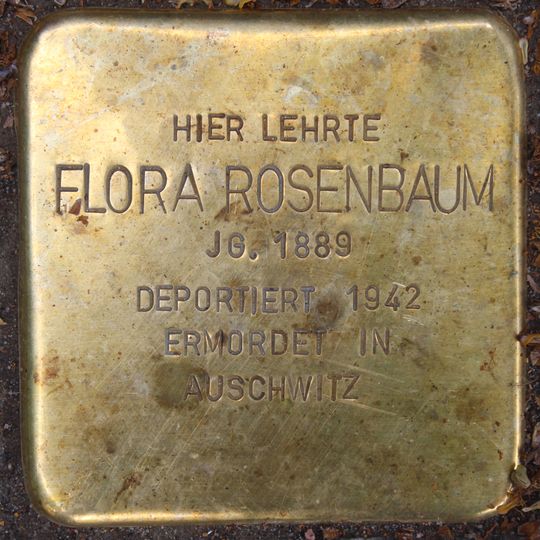 HIER LEHRTE
FLORA ROSENBAUM
JG. 1889
DEPORTIERT 1942
ERMORDET IN
AUSCHWITZ